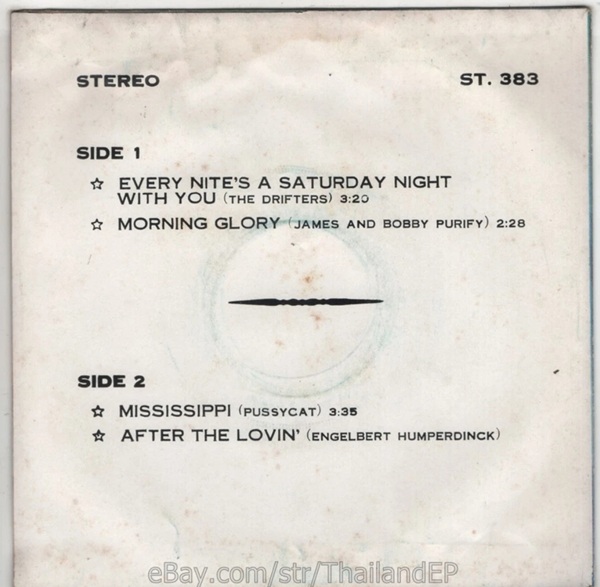 STEREO ST. 383
SIDE 1
☆ EVERY NITE'S A SATURDAY NIGHT
WITH YOU (THE DRIFTERS) 3:20
☆ MORNING GLORY (JAMES AND BOBBY PURIFY) 2:28
SIDE 2
☆ MISSISSIPPI (PUSSYCAT) 3:35
☆ AFTER THE LOVIN' (ENGELBERT HUMPERDINCK)
eBay.com/str/ThailandEP